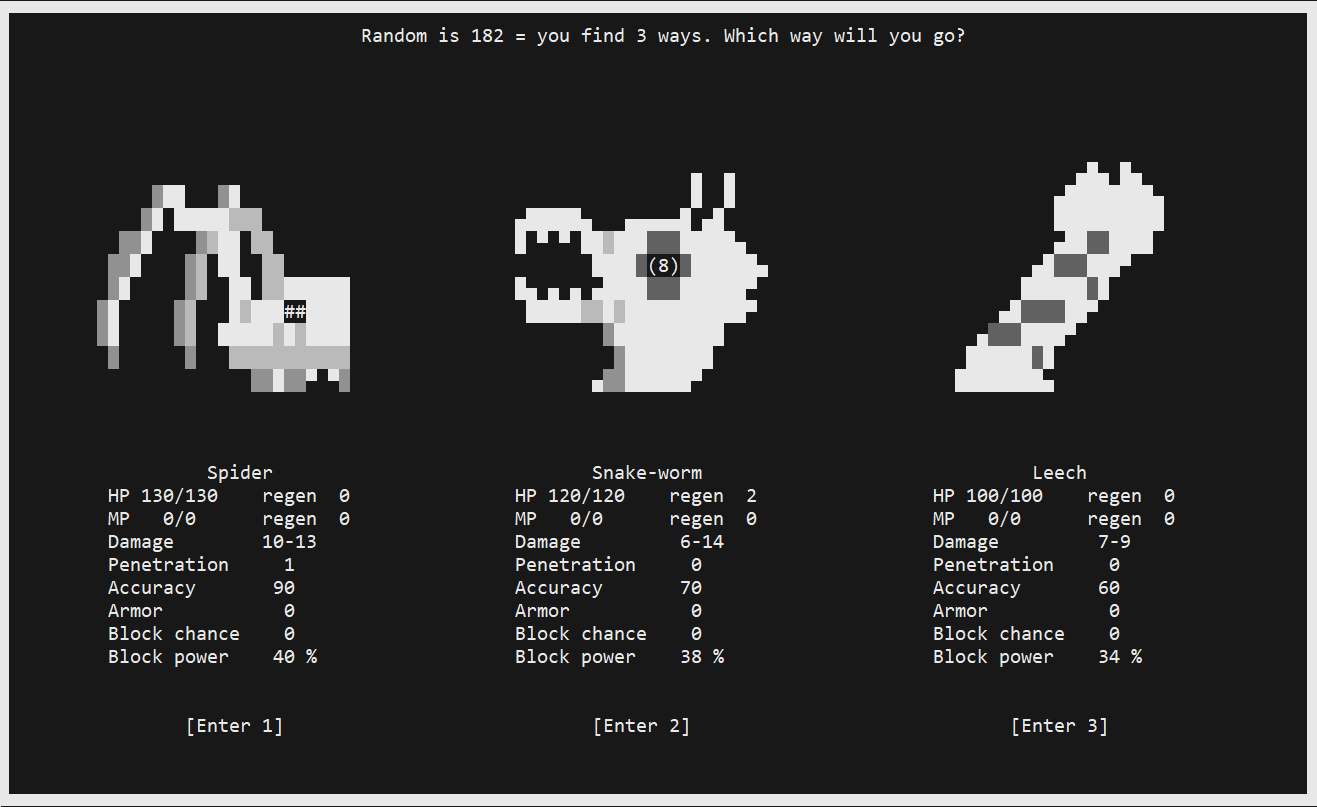 Random is 182 = you find 3 ways. Which way will you go?
(8)
##
Spider
HP 130/130 regen 0
MP 0/0 regen 0
Damage 10-13
Penetration 1
Accuracy 90
Armor 0
Block chance 0
Block power 40 %
[Enter 1]
Snake-worm
HP 120/120 regen 2
MP 0/0 regen 0
Damage 6-14
Penetration 0
Accuracy 70
Armor 0
Block chance 0
Block power 38 %
[Enter 2]
Leech
HP 100/100 regen 0
MP 0/0 regen 0
Damage 7-9
Penetration 0
Accuracy 60
Armor 0
Block chance 0
Block power 34 %
[Enter 3]